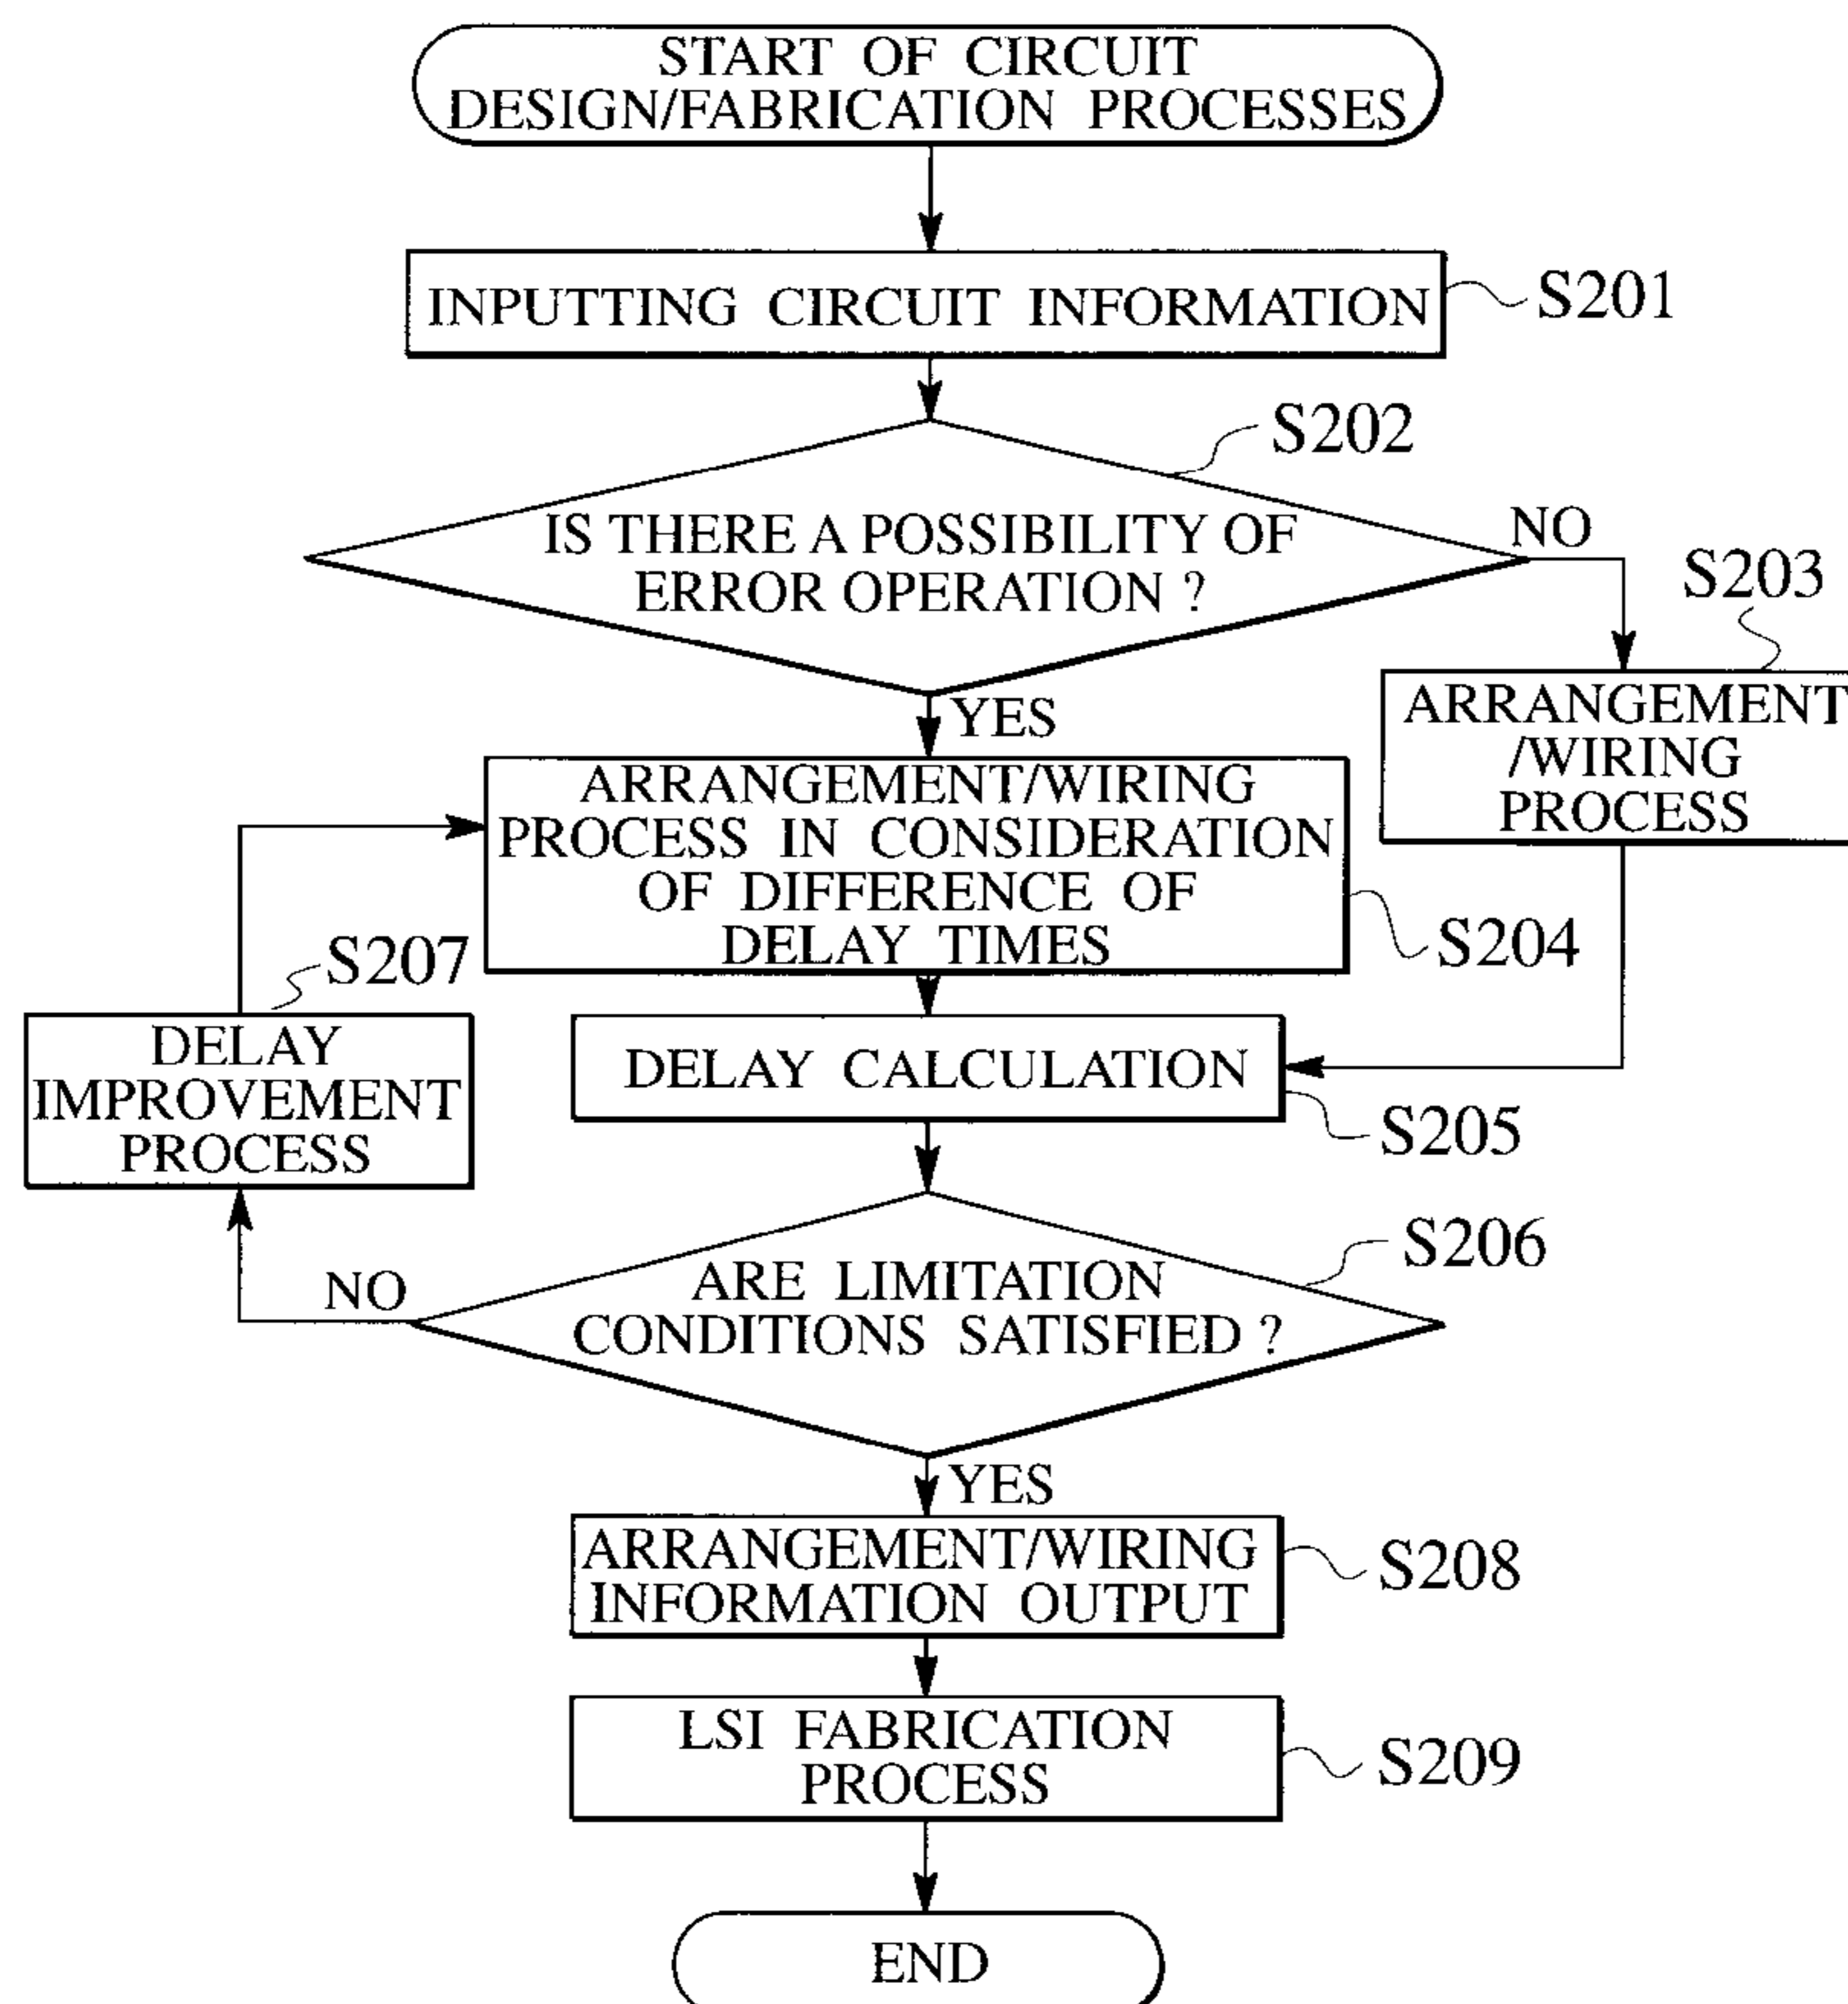 START OF CIRCUIT
DESIGN/FABRICATION PROCESSES
INPUTTING CIRCUIT INFORMATION
S201
S202
IS THERE A POSSIBILITY OF
ERROR OPERATION ?
NO
S203
ARRANGEMENT
/WIRING
PROCESS
YES
ARRANGEMENT/WIRING
PROCESS IN CONSIDERATION
OF DIFFERENCE OF
DELAY TIMES
S204
S207
DELAY
IMPROVEMENT
PROCESS
DELAY CALCULATION
S205
S206
ARE LIMITATION
CONDITIONS SATISFIED ?
NO
YES
ARRANGEMENT/WIRING
INFORMATION OUTPUT
S208
LSI FABRICATION
PROCESS
S209
END